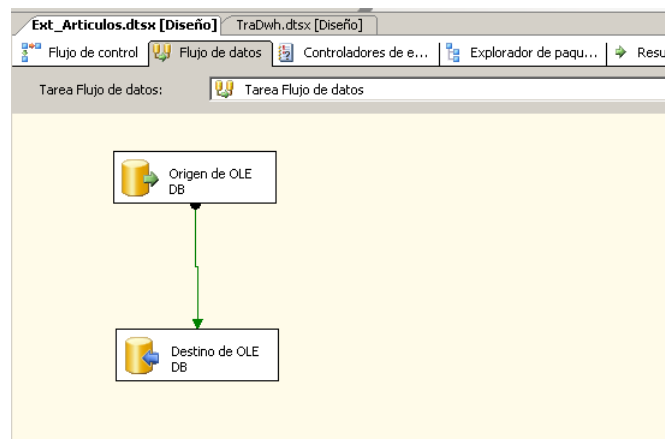 Ext_Articulos.dtsx [Diseño] TraDwh.dtsx [Diseño]
Flujo de control Flujo de datos Controladores de e... Explorador de paqu... Resu
Tarea Flujo de datos: Tarea Flujo de datos
Origen de OLE
DB
Destino de OLE
DB